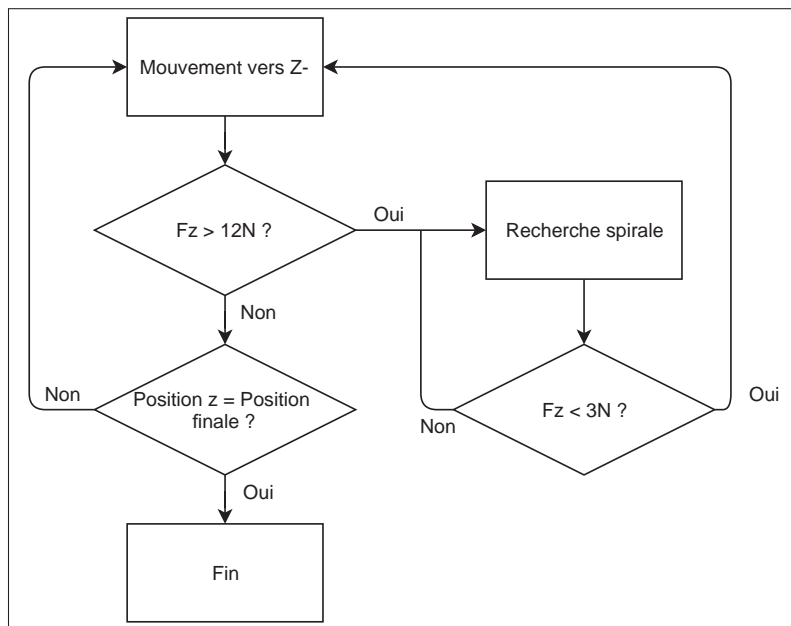 Mouvement vers Z-
Fz > 12N ?
Oui
Recherche spirale
Non
Position z = Position
finale ?
Non
Fz < 3N ?
Non
Oui
Oui
Fin